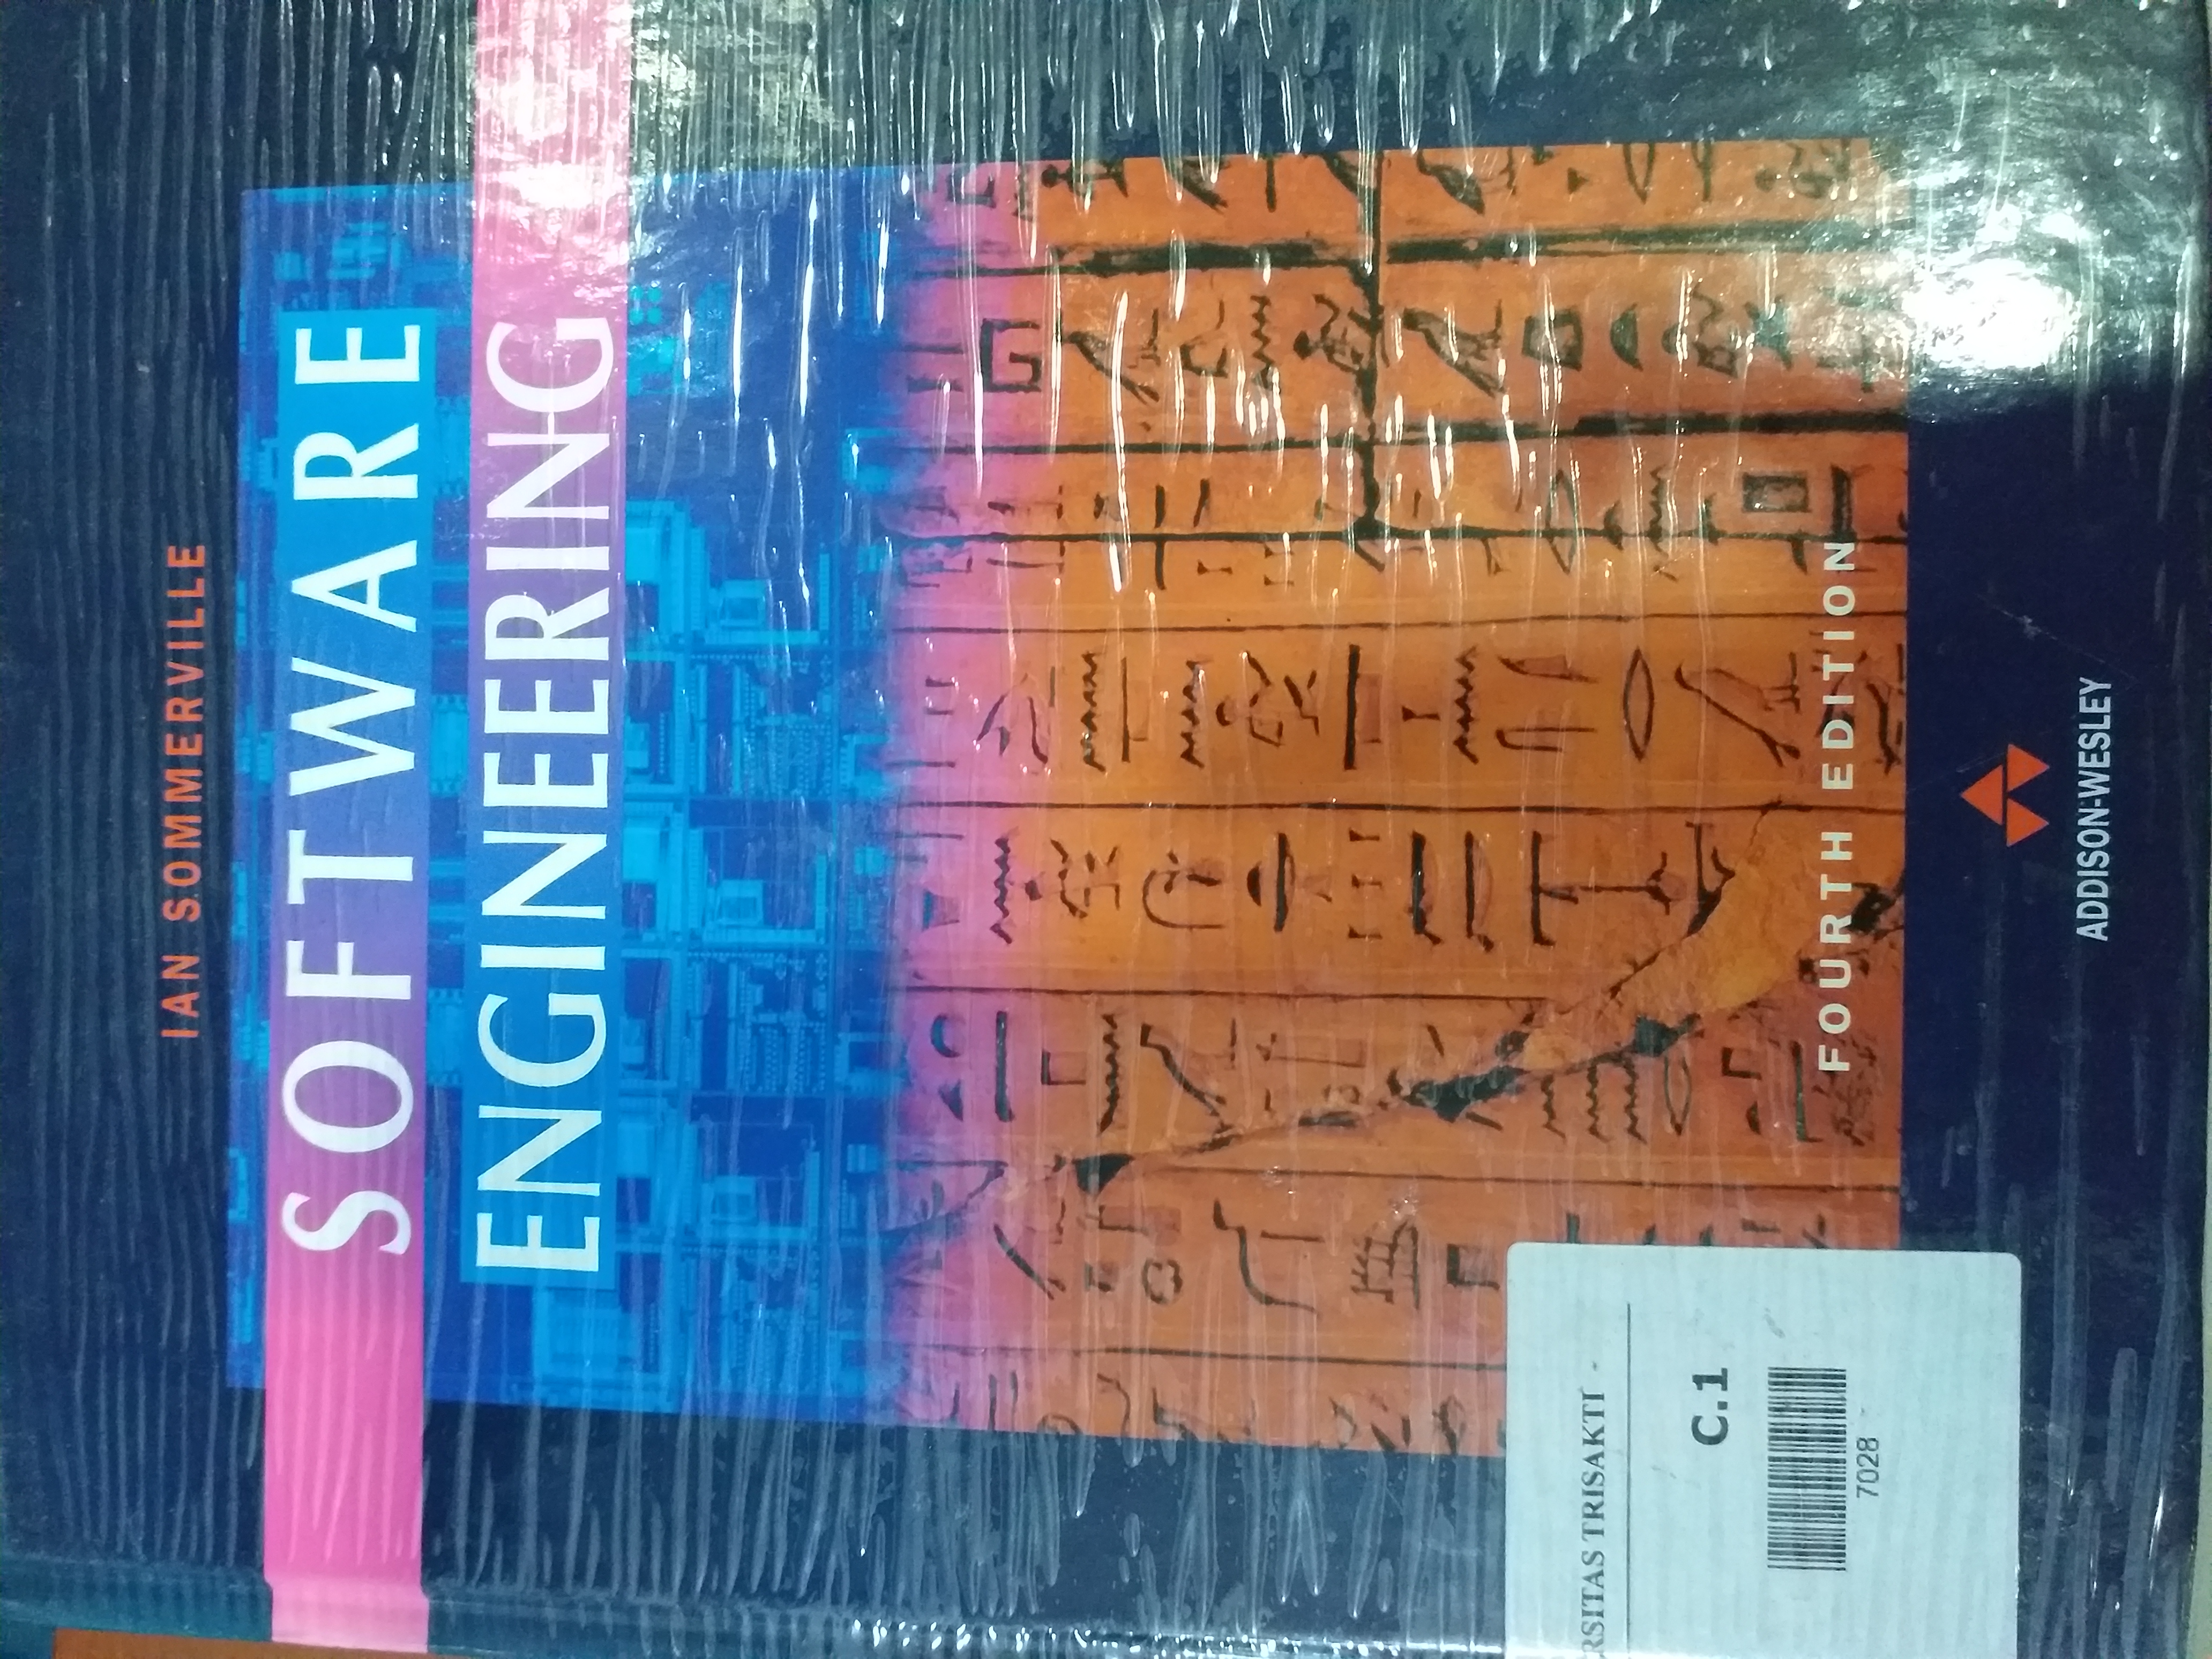 IAN SOMMERVILLE
SOFTWARE
ENGINEERING
FOURTH EDITION
ADDISON-WESLEY
RSITAS TRISAKTI -
C.1
7028